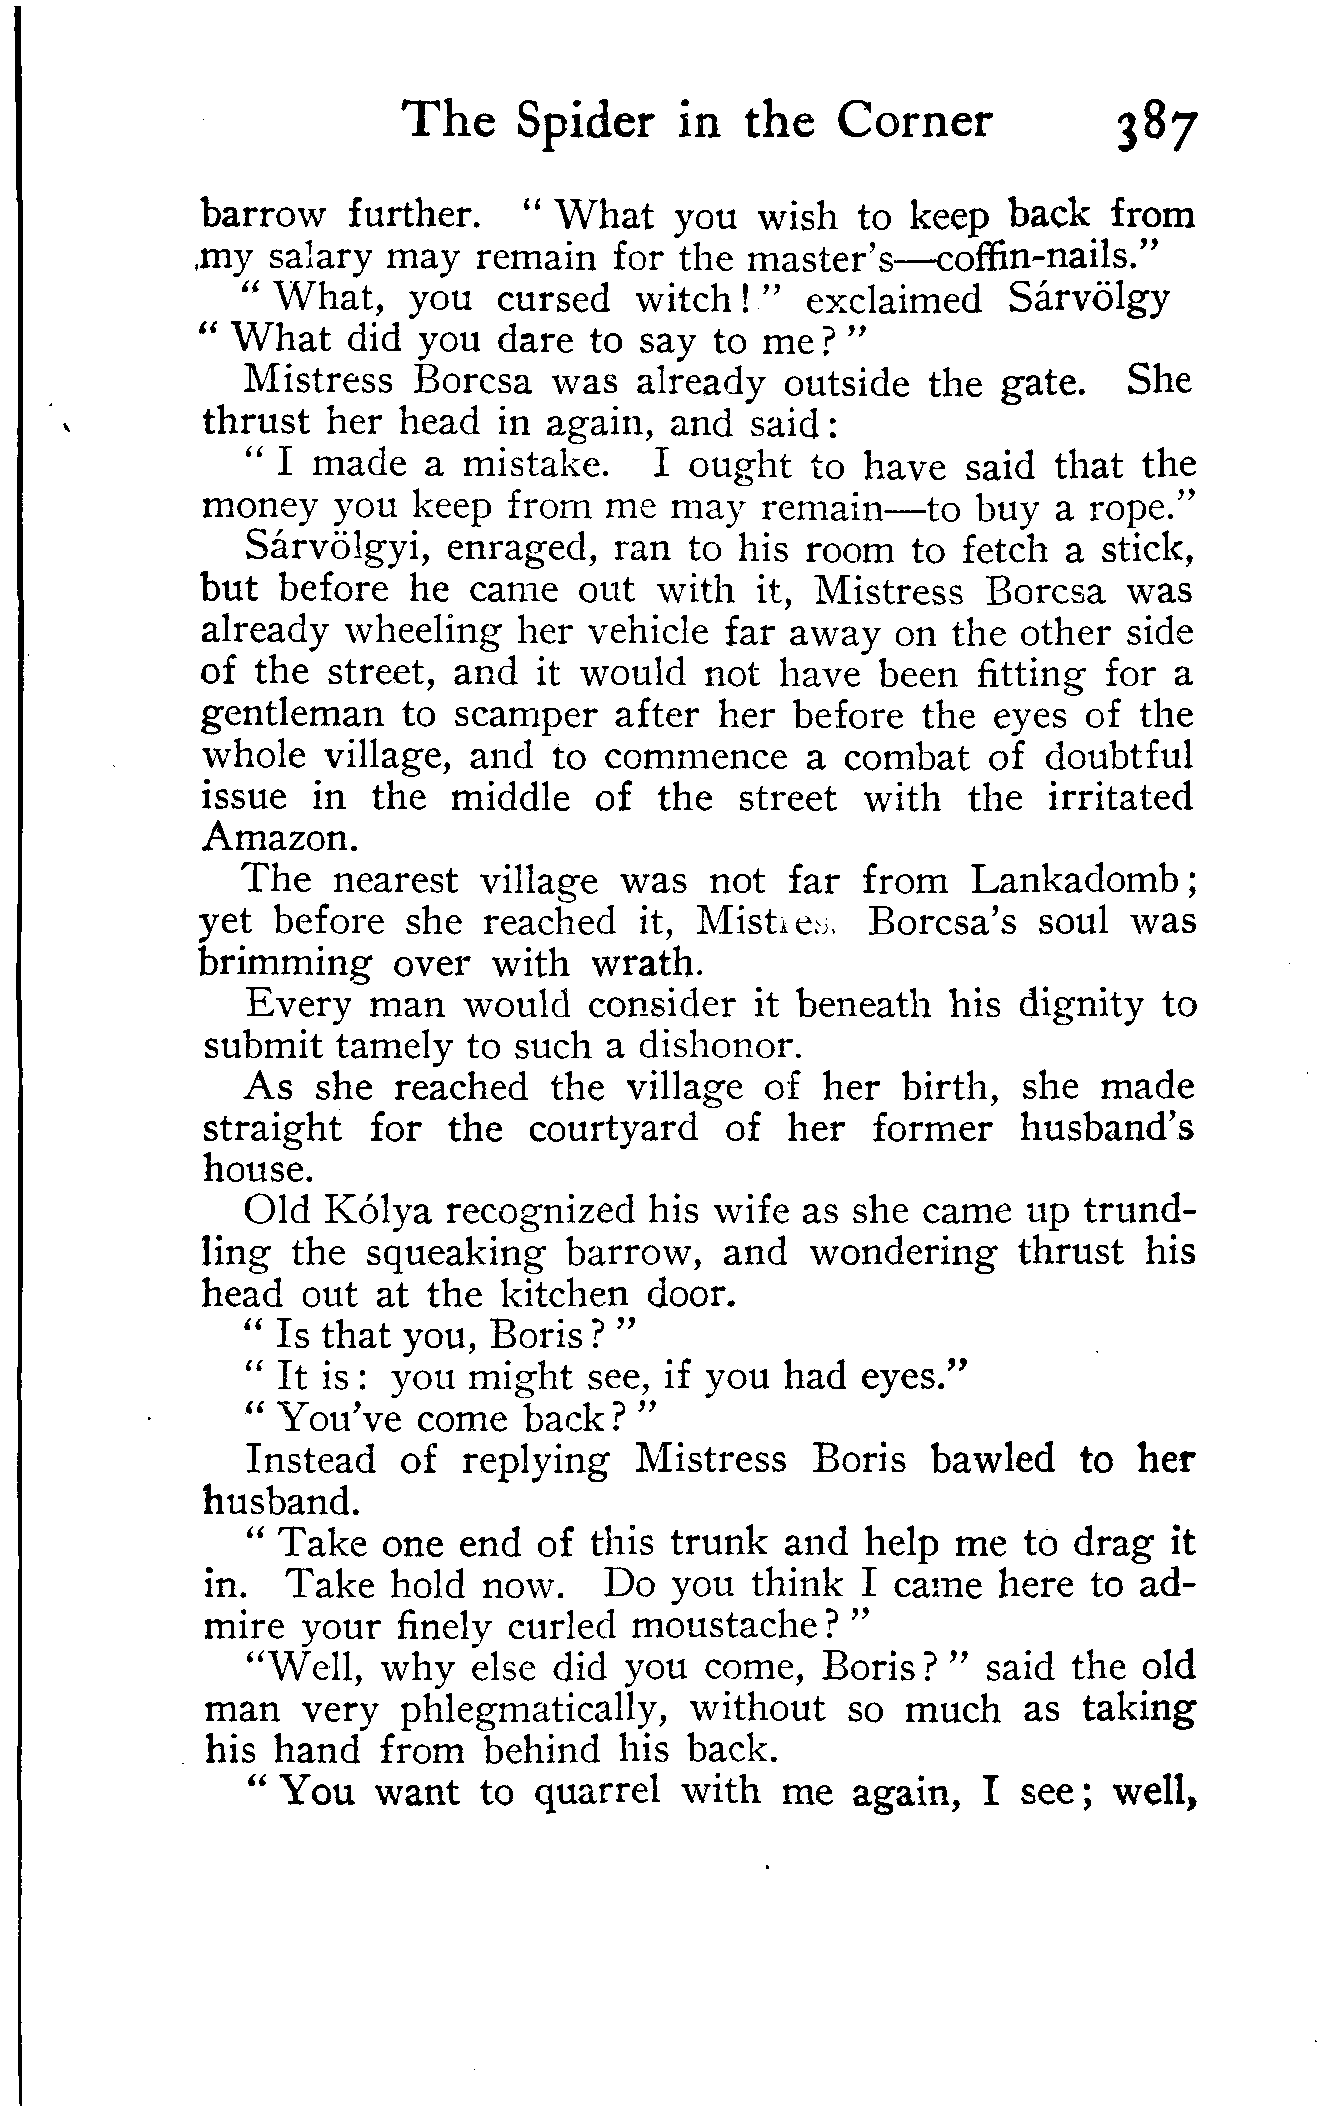 The Spider in the Corner 387
barrow further. “ What you wish to keep back from
my salary may remain for the master’s—coffin-nails.”
“ What, you cursed witch! ” exclaimed Sárvölgy
“ What did you dare to say to me? ”
Mistress Borcsa was already outside the gate. She
thrust her head in again, and said:
“ I made a mistake. I ought to have said that the
money you keep from me may remain—to buy a rope.”
Sárvölgyi, enraged, ran to his room to fetch a stick,
but before he came out with it, Mistress Borcsa was
already wheeling her vehicle far away on the other side
of the street, and it would not have been fitting for a
gentleman to scamper after her before the eyes of the
whole village, and to commence a combat of doubtful
issue in the middle of the street with the irritated
Amazon.
The nearest village was not far from Lankadomb;
yet before she reached it, Borcsa’s soul was
brimming over with wrath.
Every man would consider it beneath his dignity to
submit tamely to such a dishonor.
As she reached the village of her birth, she made
straight for the courtyard of her former husband’s
house.
Old Kólya recognized his wife as she came up trund-
ling the squeaking barrow, and wondering thrust his
head out at the kitchen door.
“ Is that you, Boris? ”
“ It is: you might see, if you had eyes.”
“ You’ve come back? ”
Instead of replying Mistress Boris bawled to her
husband.
“ Take one end of this trunk and help me to drag it
in. Take hold now. Do you think I came here to ad-
mire your finely curled moustache? ”
“Well, why else did you come, Boris? ” said the old
man very phlegmatically, without so much as taking
his hand from behind his back.
“ You want to quarrel with me again, I see; well,